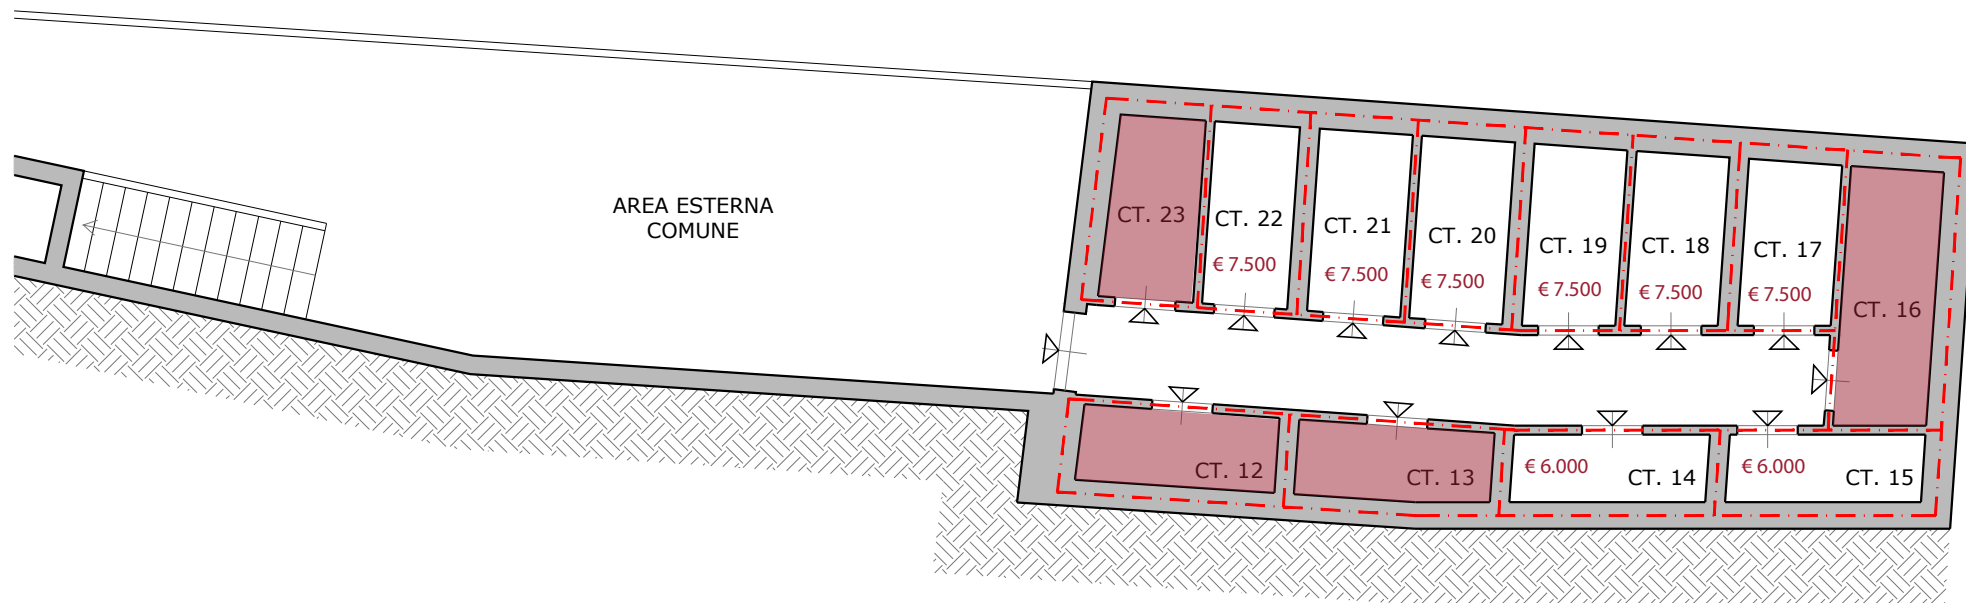 AREA ESTERNA
COMUNE
CT. 23
CT. 22
€ 7.500
CT. 21
€ 7.500
CT. 20
€ 7.500
CT. 19
€ 7.500
CT. 18
€ 7.500
CT. 17
€ 7.500
CT. 16
CT. 12
CT. 13
€ 6.000
CT. 14
€ 6.000
CT. 15